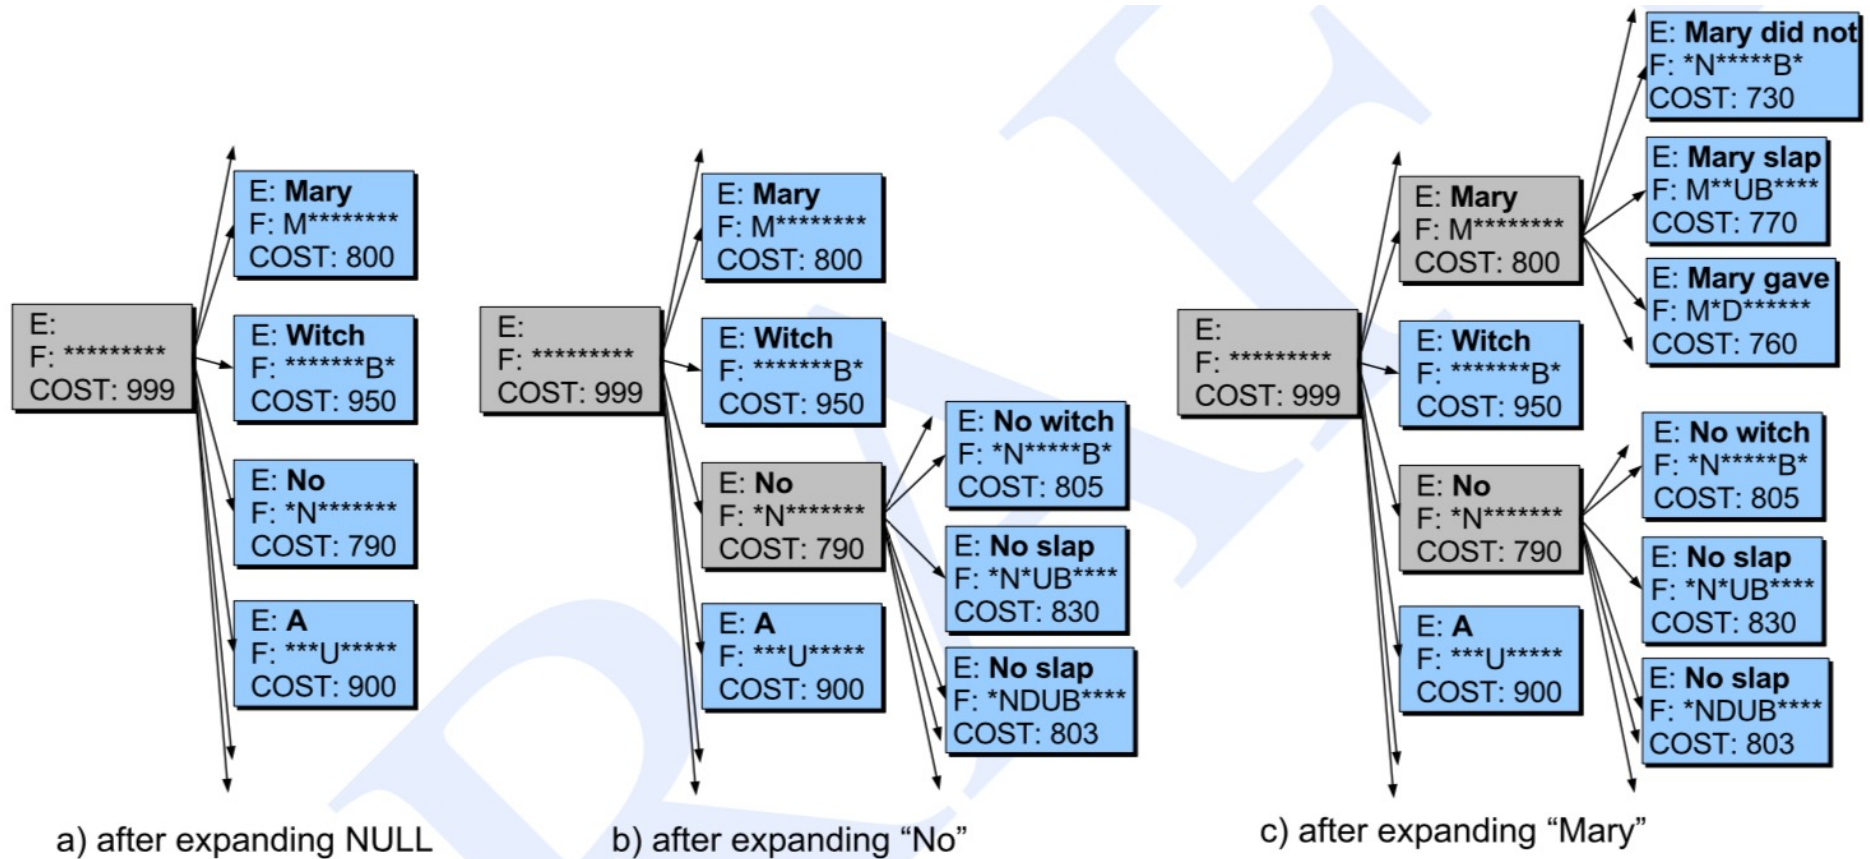 E:
F: *********
COST: 999
E: Mary
F: M********
COST: 800
E: Witch
F: *******B*
COST: 950
E: No
F: *N*******
COST: 790
E: A
F: ***U*****
COST: 900
a) after expanding NULL
E:
F: *********
COST: 999
E: Mary
F: M********
COST: 800
E: Witch
F: *******B*
COST: 950
E: No
F: *N*******
COST: 790
E: A
F: ***U*****
COST: 900
E: No witch
F: *N*****B*
COST: 805
E: No slap
F: *N*UB****
COST: 830
E: No slap
F: *NDUB****
COST: 803
b) after expanding “No”
E:
F: *********
COST: 999
E: Mary
F: M********
COST: 800
E: Witch
F: *******B*
COST: 950
E: No
F: *N*******
COST: 790
E: A
F: ***U*****
COST: 900
E: Mary did not
F: *N*****B*
COST: 730
E: Mary slap
F: M**UB****
COST: 770
E: Mary gave
F: M*D******
COST: 760
E: No witch
F: *N*****B*
COST: 805
E: No slap
F: *N*UB****
COST: 830
E: No slap
F: *NDUB****
COST: 803
c) after expanding “Mary”